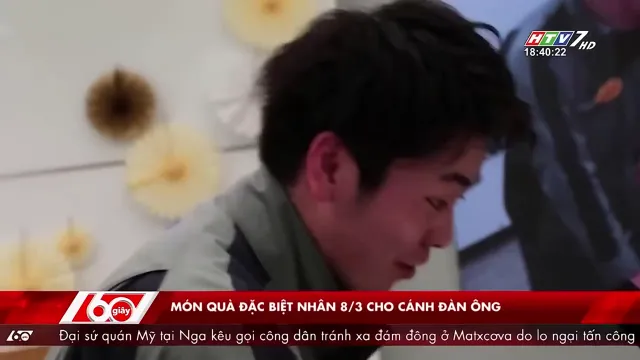 HTV7 HD
18:40:22
60 giây
MÓN QUÀ ĐẶC BIỆT NHÂN 8/3 CHO CÁNH ĐÀN ÔNG
60 Đại sứ quán Mỹ tại Nga kêu gọi công dân tránh xa đám đông ở Matxcova do lo ngại tấn công